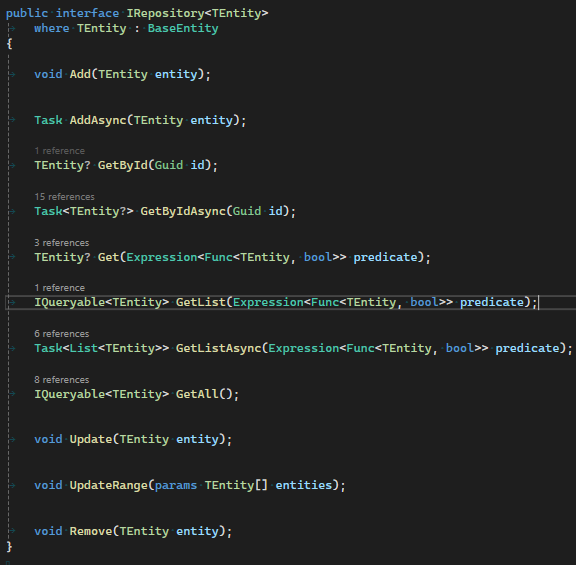 public interface IRepository<TEntity>
where TEntity : BaseEntity
{
void Add(TEntity entity);
Task AddAsync(TEntity entity);
1 reference
TEntity? GetById(Guid id);
15 references
Task<TEntity?> GetByIdAsync(Guid id);
3 references
TEntity? Get(Expression<Func<TEntity, bool>> predicate);
1 reference
IQueryable<TEntity> GetList(Expression<Func<TEntity, bool>> predicate);
6 references
Task<List<TEntity>> GetListAsync(Expression<Func<TEntity, bool>> predicate);
8 references
IQueryable<TEntity> GetAll();
void Update(TEntity entity);
void UpdateRange(params TEntity[] entities);
void Remove(TEntity entity);
}